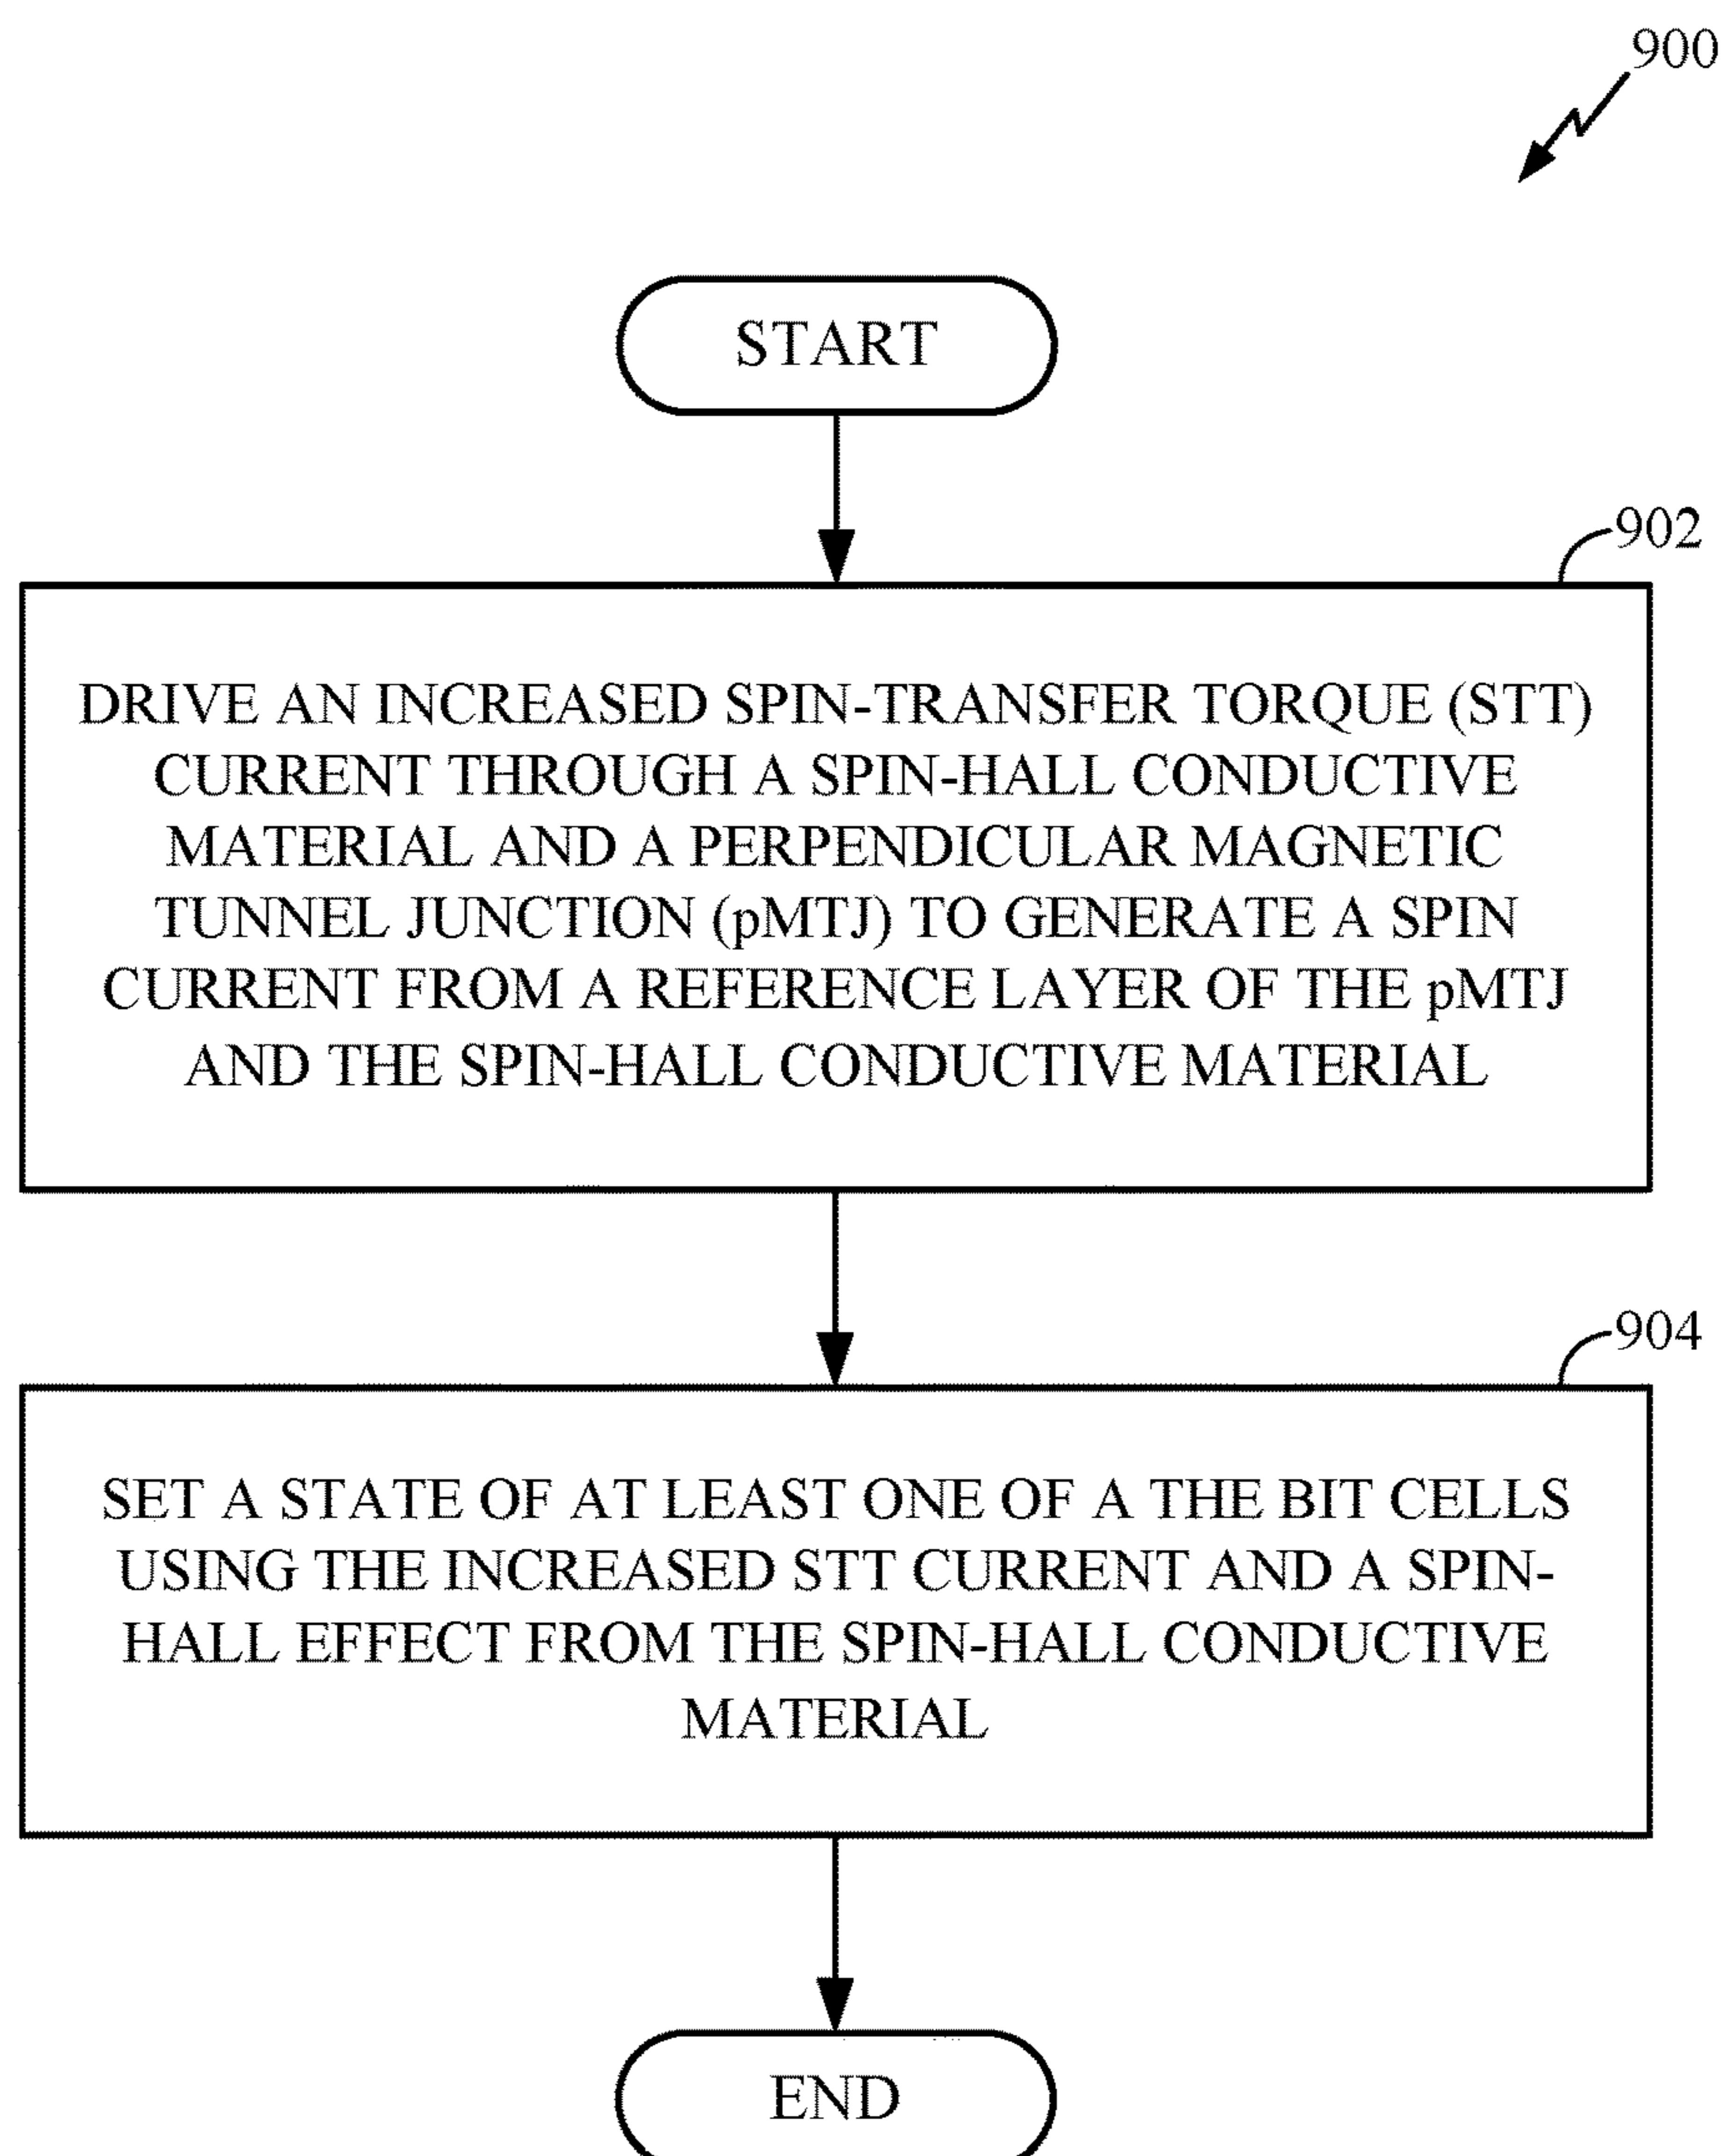 900
START
902
DRIVE AN INCREASED SPIN-TRANSFER TORQUE (STT)
CURRENT THROUGH A SPIN-HALL CONDUCTIVE
MATERIAL AND A PERPENDICULAR MAGNETIC
TUNNEL JUNCTION (pMTJ) TO GENERATE A SPIN
CURRENT FROM A REFERENCE LAYER OF THE pMTJ
AND THE SPIN-HALL CONDUCTIVE MATERIAL
904
SET A STATE OF AT LEAST ONE OF A THE BIT CELLS
USING THE INCREASED STT CURRENT AND A SPIN-
HALL EFFECT FROM THE SPIN-HALL CONDUCTIVE
MATERIAL
END